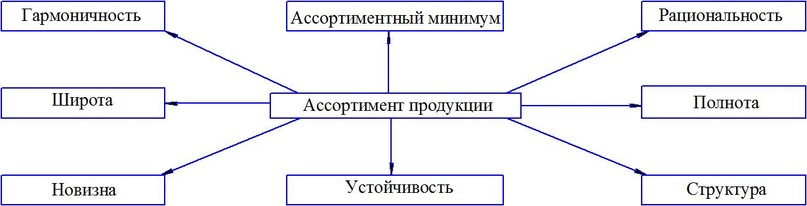 Гармоничность
Ассортиментный минимум
Рациональность
Широта
Ассортимент продукции
Полнота
Новизна
Устойчивость
Структура